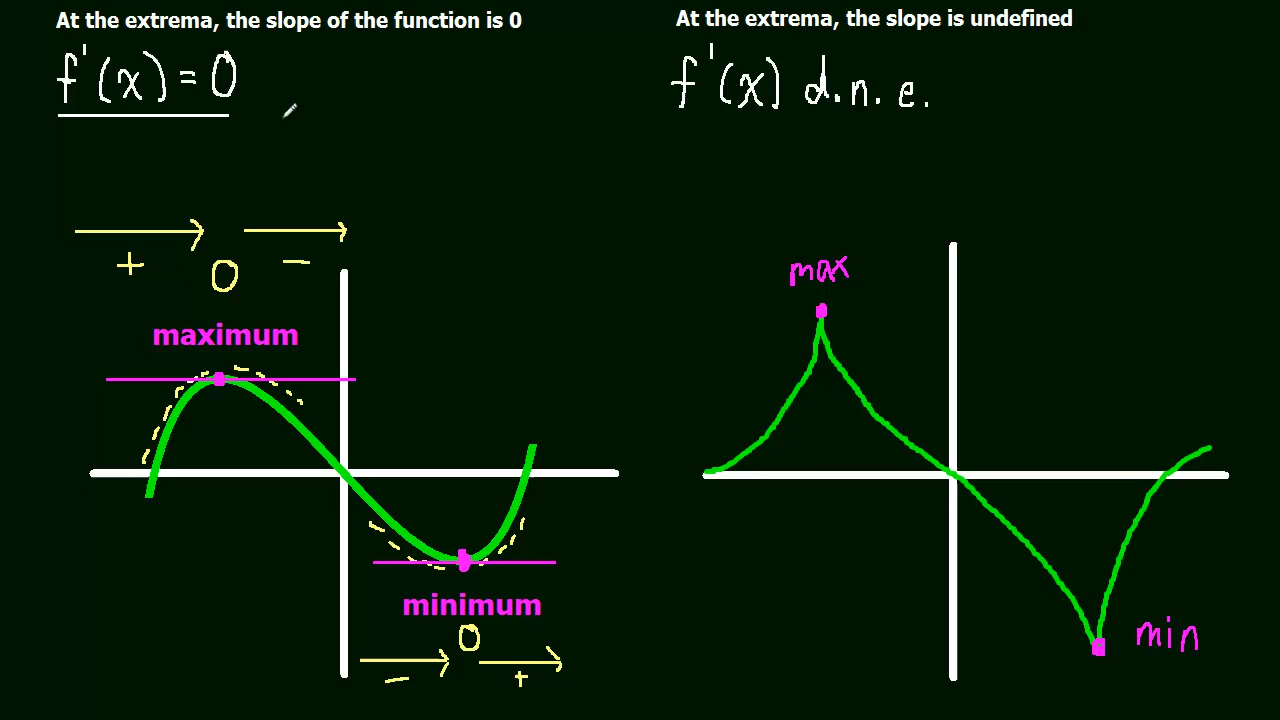 At the extrema, the slope of the function is 0
f'(x) = 0
+ 0 -
maximum
minimum
0
- +
At the extrema, the slope is undefined
f'(x) d.n.e.
max
min